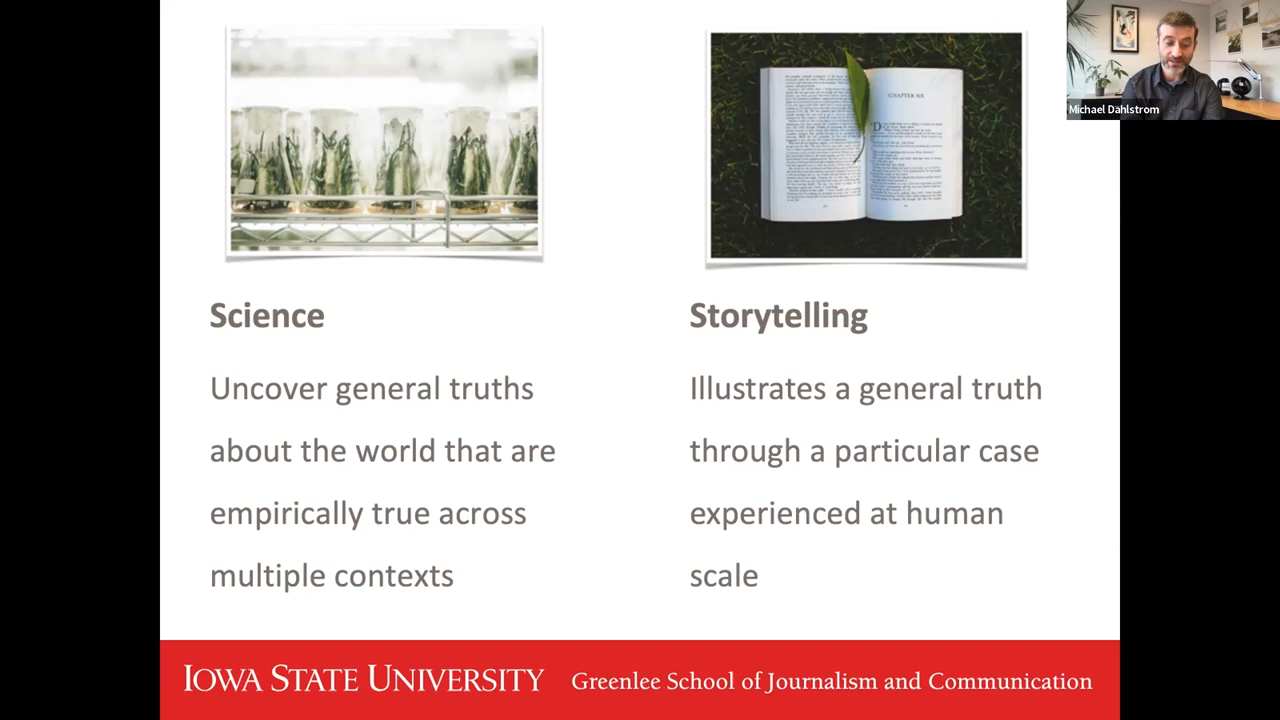 Michael Dahlstrom
CHAPTER SIX
Science
Uncover general truths
about the world that are
empirically true across
multiple contexts
Storytelling
Illustrates a general truth
through a particular case
experienced at human
scale
IOWA STATE UNIVERSITY
Greenlee School of Journalism and Communication